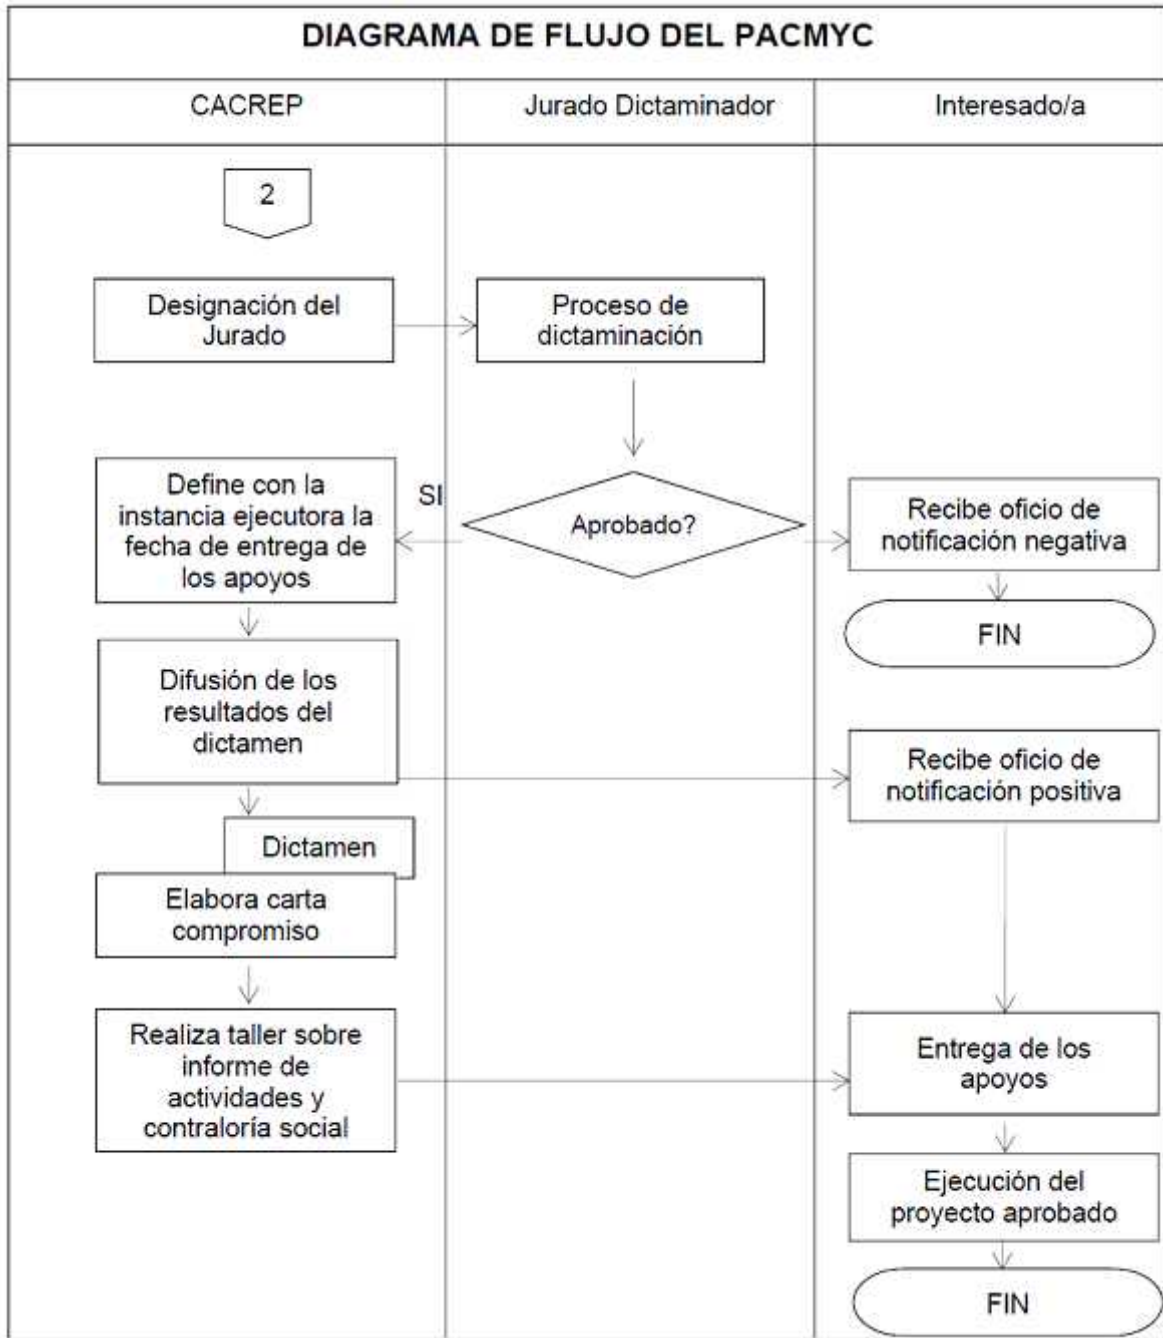 DIAGRAMA DE FLUJO DEL PACMYC
CACREP
Jurado Dictaminador
Interesado/a
2
Designación del
Jurado
Proceso de
dictaminación
Define con la
instancia ejecutora la
fecha de entrega de
los apoyos
SI
Aprobado?
Recibe oficio de
notificación negativa
FIN
Difusión de los
resultados del
dictamen
Recibe oficio de
notificación positiva
Dictamen
Elabora carta
compromiso
Realiza taller sobre
informe de
actividades y
contraloría social
Entrega de los
apoyos
Ejecución del
proyecto aprobado
FIN